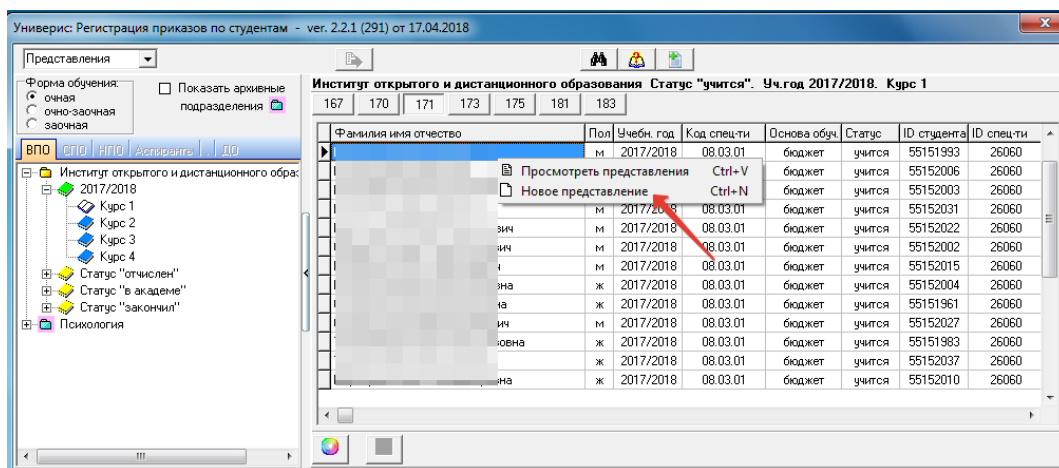 Универис: Регистрация приказов по студентам - ver. 2.2.1 (291) от 17.04.2018
Представления
Форма обучения:
очная
очно-заочная
заочная
Показать архивные
подразделения
ВПО СПО НПО Аспиранты . ДО
Институт открытого и дистанционного обра:
2017/2018
Курс 1
Курс 2
Курс 3
Курс 4
Статус "отчислен"
Статус "в академе"
Статус "закончил"
Психология
Институт открытого и дистанционного образования Статус "учится". Уч.год 2017/2018. Курс 1
167 170 171 173 175 181 183
Фамилия имя отчество Пол Учебн. год Код спец-ти Основа обуч. Статус ID студента ID спец-ти
м 2017/2018 08.03.01 бюджет учится 55151993 26060
Просмотреть представления Ctrl+V
Новое представление Ctrl+N
бюджет учится 55152006 26060
бюджет учится 55152003 26060
м 2017/2018 08.03.01 бюджет учится 55152031 26060
вич м 2017/2018 08.03.01 бюджет учится 55152022 26060
ич м 2017/2018 08.03.01 бюджет учится 55152002 26060
м 2017/2018 08.03.01 бюджет учится 55152015 26060
на ж 2017/2018 08.03.01 бюджет учится 55152004 26060
а ж 2017/2018 08.03.01 бюджет учится 55151961 26060
ич м 2017/2018 08.03.01 бюджет учится 55152027 26060
овна ж 2017/2018 08.03.01 бюджет учится 55151983 26060
ж 2017/2018 08.03.01 бюджет учится 55152037 26060
на ж 2017/2018 08.03.01 бюджет учится 55152010 26060